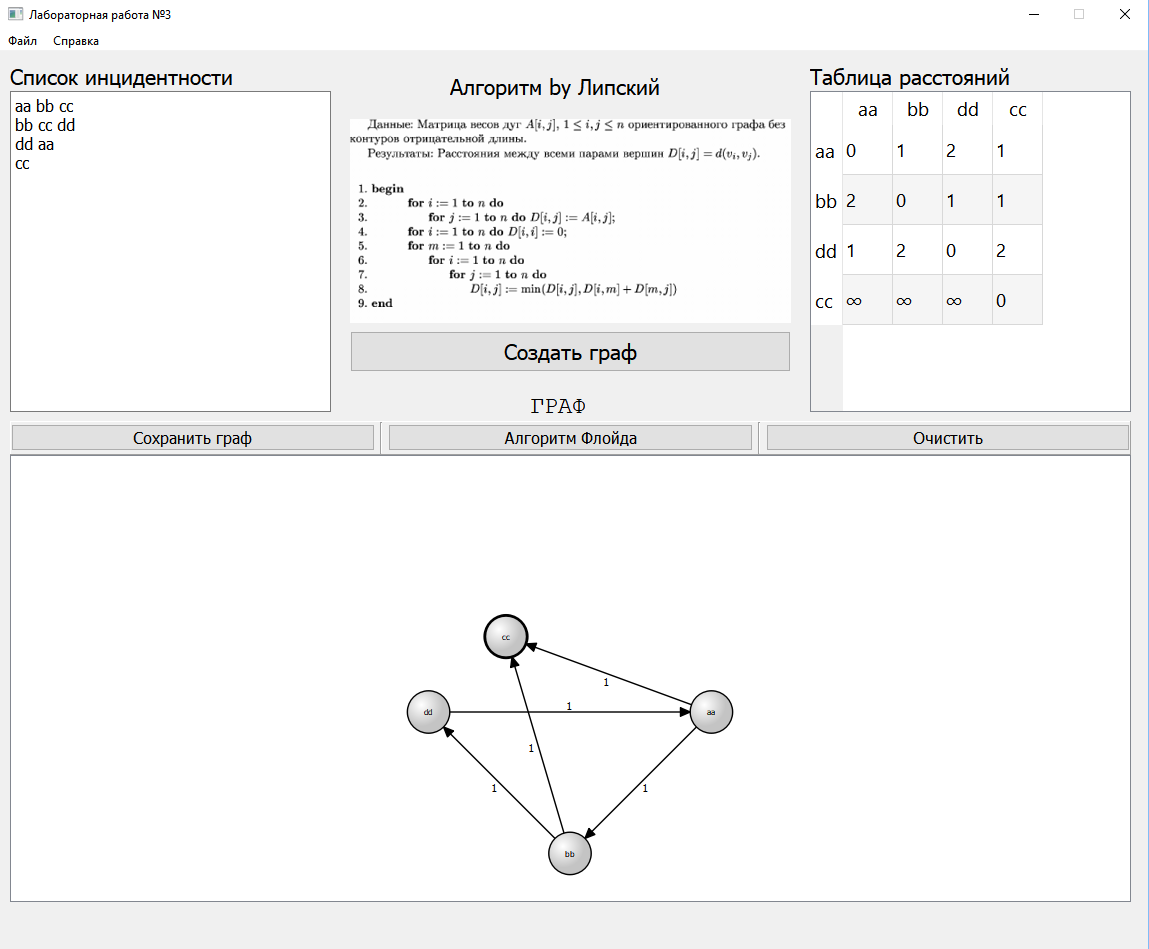 Лабораторная работа №3
Файл Справка
Список инцидентности
aa bb cc
bb cc dd
dd aa
cc
Алгоритм by Липский
Данные: Матрица весов дуг A[i, j], 1 ≤ i, j ≤ n ориентированного графа без
контуров отрицательной длины.
Результаты: Расстояния между всеми парами вершин D[i, j] = d(v_i, v_j).
1. begin
2. for i := 1 to n do
3. for j := 1 to n do D[i, j] := A[i, j];
4. for i := 1 to n do D[i, i] := 0;
5. for m := 1 to n do
6. for i := 1 to n do
7. for j := 1 to n do
8. D[i, j] := min(D[i, j], D[i, m] + D[m, j])
9. end
Создать граф
Таблица расстояний
aa bb dd cc
aa 0 1 2 1
bb 2 0 1 1
dd 1 2 0 2
cc ∞ ∞ ∞ 0
ГРАФ
Сохранить граф
Алгоритм Флойда
Очистить
cc
1
dd
1
aa
1
1
1
bb